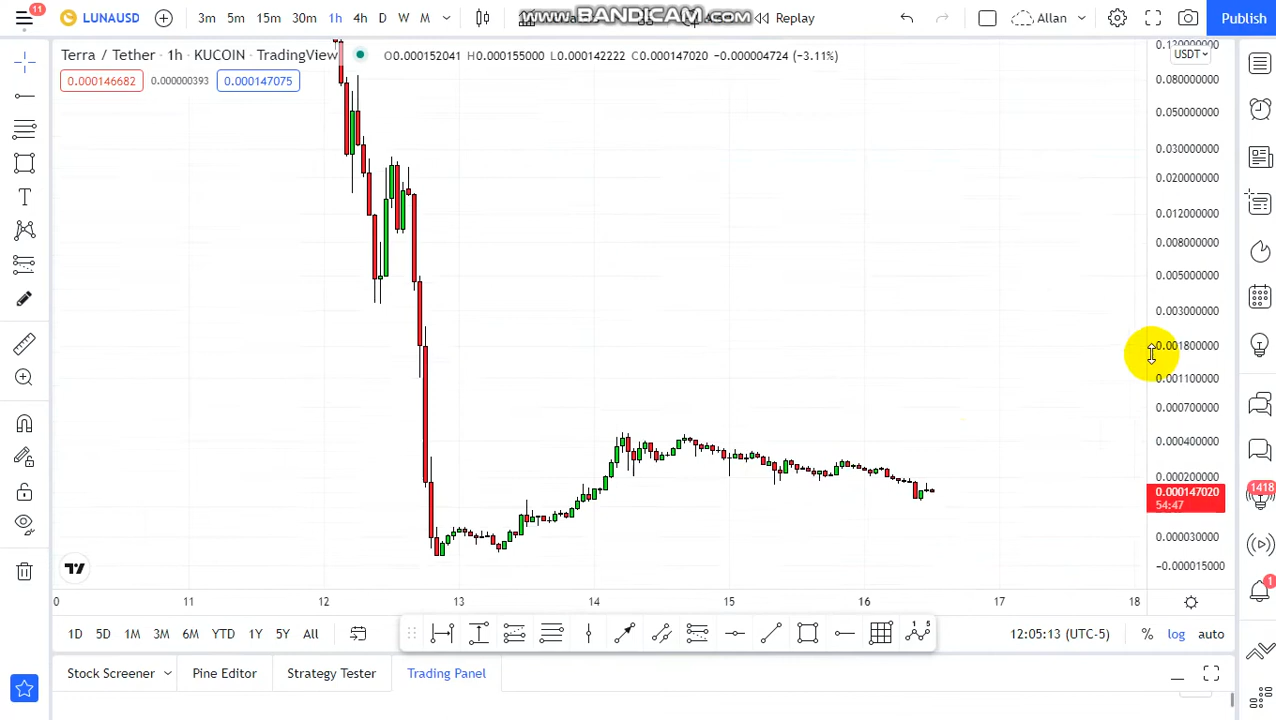 11
LUNAUSD
3m 5m 15m 30m 1h 4h D W M
www.BANDICAM.com
Replay
Allan
Publish
Terra / Tether · 1h · KUCOIN · TradingView
O0.000152041 H0.000155000 L0.000142222 C0.000147020 −0.000004724 (−3.11%)
0.000146682 0.000000393 0.000147075
USDT
0.080000000
0.050000000
0.030000000
0.020000000
0.012000000
0.008000000
0.005000000
0.003000000
0.001800000
0.001100000
0.000700000
0.000400000
0.000200000
0.000147020
54:47
0.000030000
−0.000015000
1418
1
T
0 11 12 13 14 15 16 17 18
1D 5D 1M 3M 6M YTD 1Y 5Y All
12:05:13 (UTC-5) % log auto
Stock Screener Pine Editor Strategy Tester Trading Panel